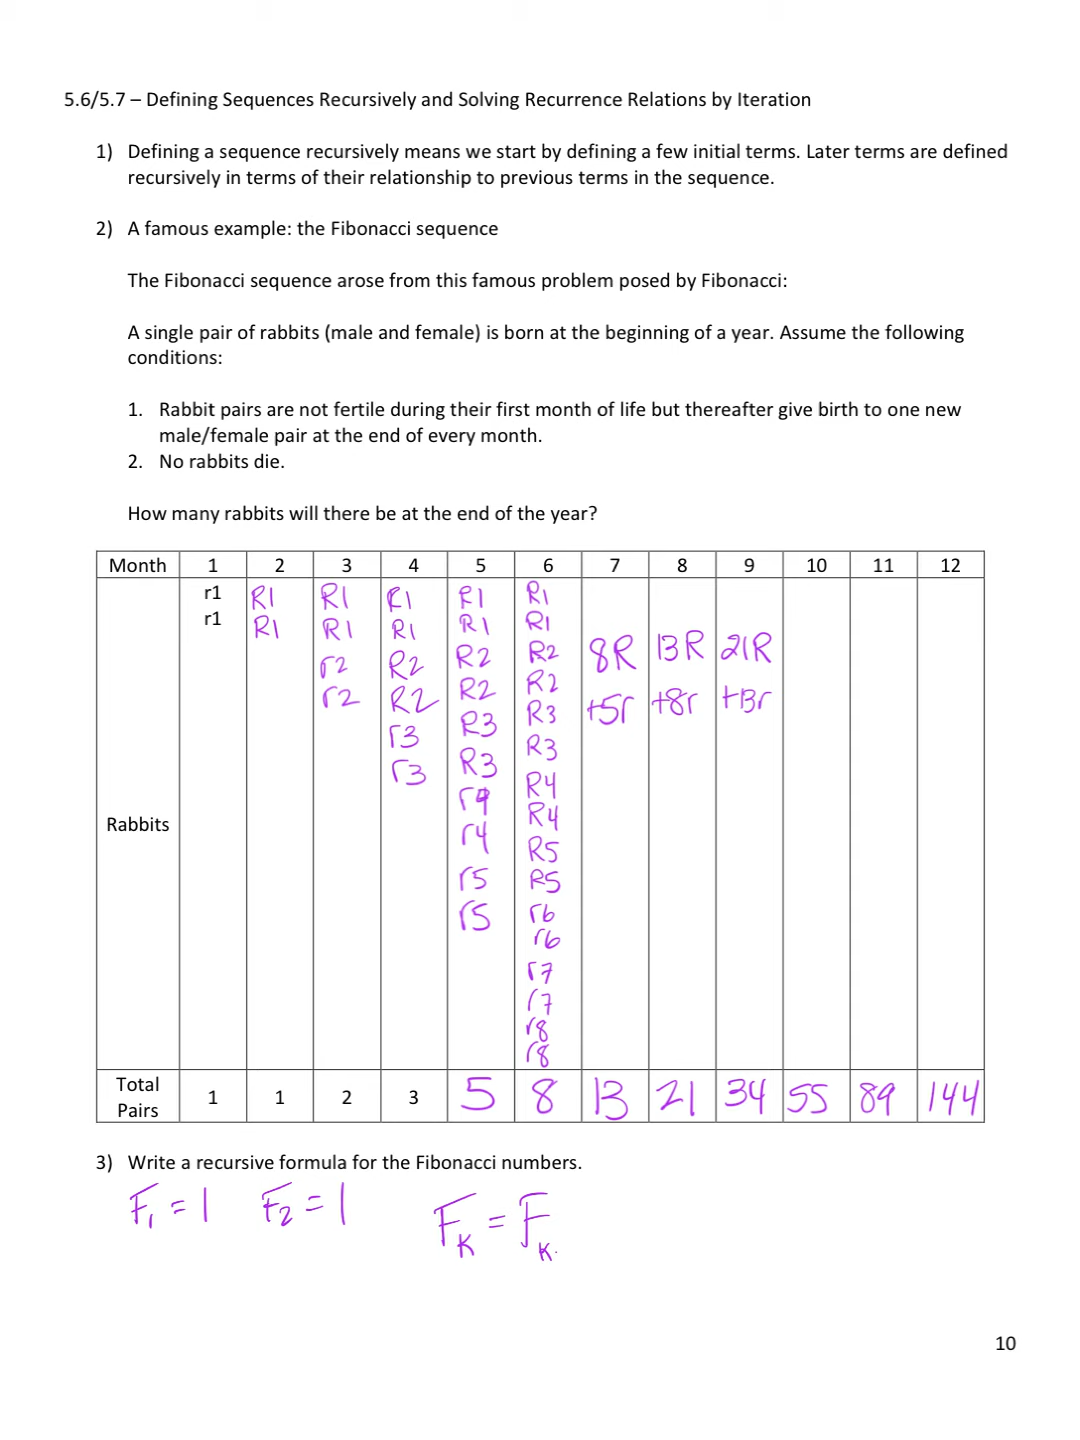 5.6/5.7 – Defining Sequences Recursively and Solving Recurrence Relations by Iteration
1) Defining a sequence recursively means we start by defining a few initial terms. Later terms are defined
recursively in terms of their relationship to previous terms in the sequence.
2) A famous example: the Fibonacci sequence
The Fibonacci sequence arose from this famous problem posed by Fibonacci:
A single pair of rabbits (male and female) is born at the beginning of a year. Assume the following
conditions:
1. Rabbit pairs are not fertile during their first month of life but thereafter give birth to one new
male/female pair at the end of every month.
2. No rabbits die.
How many rabbits will there be at the end of the year?
Month 1 2 3 4 5 6 7 8 9 10 11 12
r1 R1 R1 R1 R1 R1
r1 R1 R1 R1 R1 R1
r2 R2 R2 R2 8R 13R 21R
r2 R2 R2 R2 +5r +8r +13r
r3 R3 R3
r3 R3 R3
r4 R4
r4 R4
r5 R5
r5 R5
r6
r6
r7
r7
r8
r8
Rabbits
Total
Pairs
1 1 2 3 5 8 13 21 34 55 89 144
3) Write a recursive formula for the Fibonacci numbers.
F₁ = 1 F₂ = 1 Fₖ = Fₖ.
10